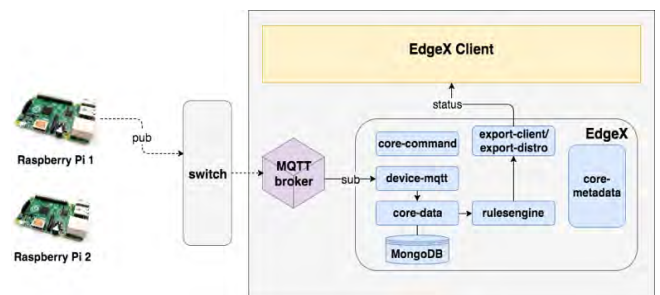 EdgeX Client
status
Raspberry Pi 1
pub
switch
MQTT
broker
sub
EdgeX
core-command
export-client/
export-distro
device-mqtt
core-
metadata
core-data
rulesengine
MongoDB
Raspberry Pi 2